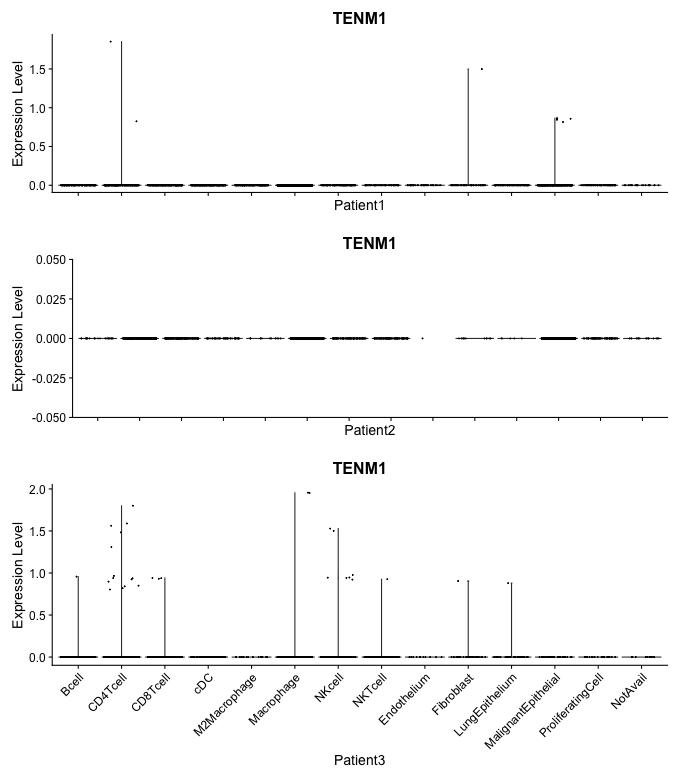 TENM1
Expression Level
1.5
1.0
0.5
0.0
Patient1
TENM1
Expression Level
0.050
0.025
0.000
-0.025
-0.050
Patient2
TENM1
Expression Level
2.0
1.5
1.0
0.5
0.0
Bcell
CD4Tcell
CD8Tcell
cDC
M2Macrophage
Macrophage
NKcell
NKTcell
Endothelium
Fibroblast
LungEpithelium
MalignantEpithelial
ProliferatingCell
NotAvail
Patient3